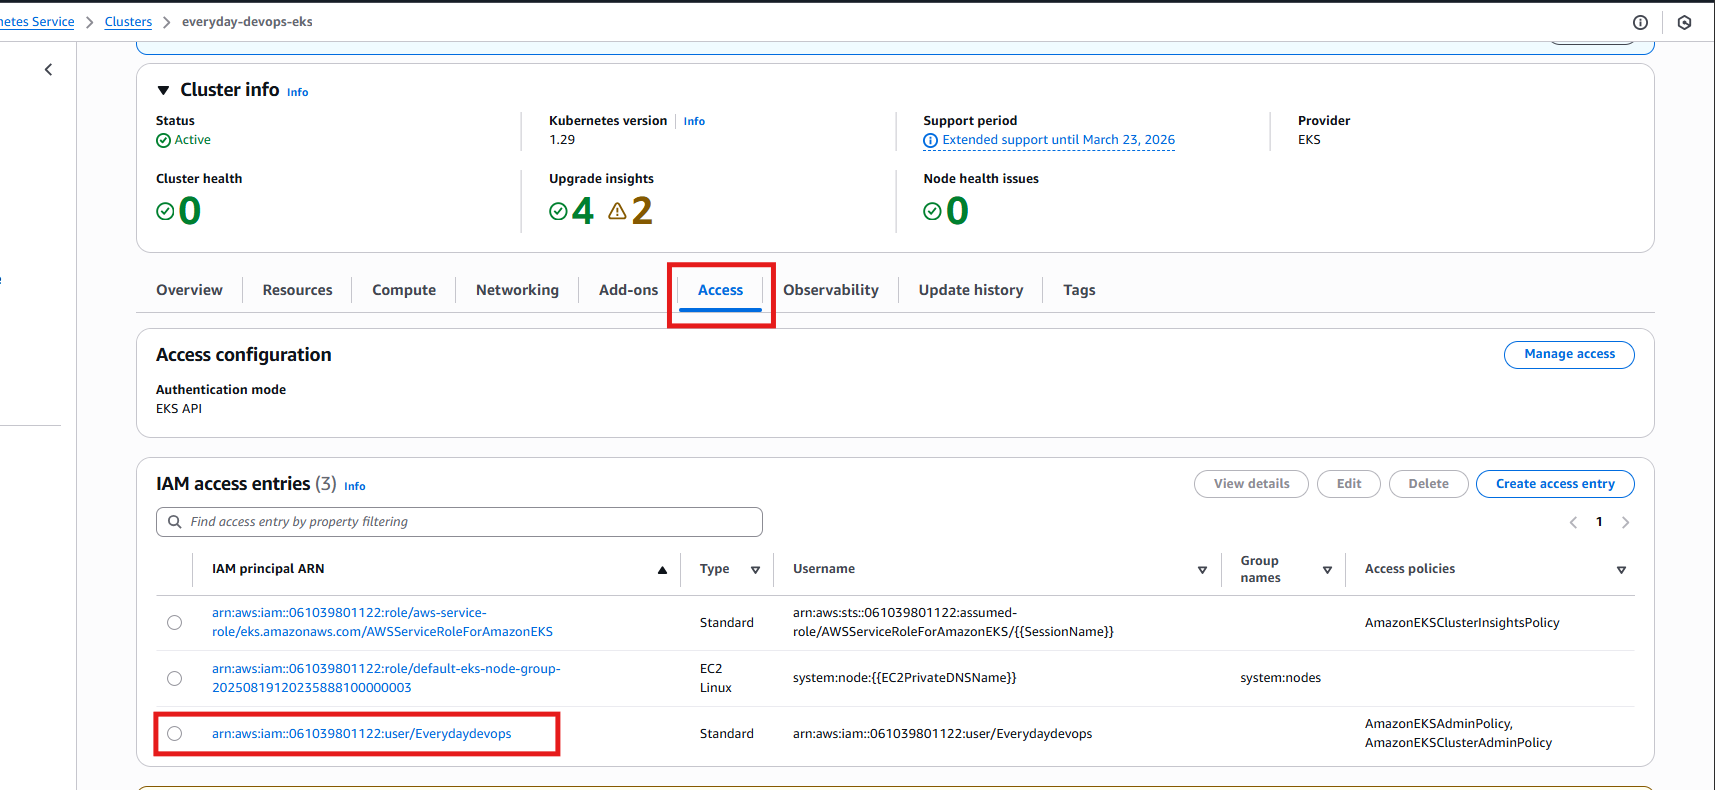 netes Service > Clusters > everyday-devops-eks
Cluster info Info
Status
Active
Kubernetes version Info
1.29
Support period
Extended support until March 23, 2026
Provider
EKS
Cluster health
0
Upgrade insights
4 2
Node health issues
0
Overview Resources Compute Networking Add-ons Access Observability Update history Tags
Access configuration
Manage access
Authentication mode
EKS API
IAM access entries (3) Info
View details Edit Delete Create access entry
Find access entry by property filtering
1
IAM principal ARN Type Username Group names Access policies
arn:aws:iam::061039801122:role/aws-service-
role/eks.amazonaws.com/AWSServiceRoleForAmazonEKS
Standard
arn:aws:sts::061039801122:assumed-
role/AWSServiceRoleForAmazonEKS/{{SessionName}}
AmazonEKSClusterInsightsPolicy
arn:aws:iam::061039801122:role/default-eks-node-group-
20250819120235888100000003
EC2
Linux
system:node:{{EC2PrivateDNSName}}
system:nodes
arn:aws:iam::061039801122:user/Everydaydevops
Standard
arn:aws:iam::061039801122:user/Everydaydevops
AmazonEKSAdminPolicy,
AmazonEKSClusterAdminPolicy